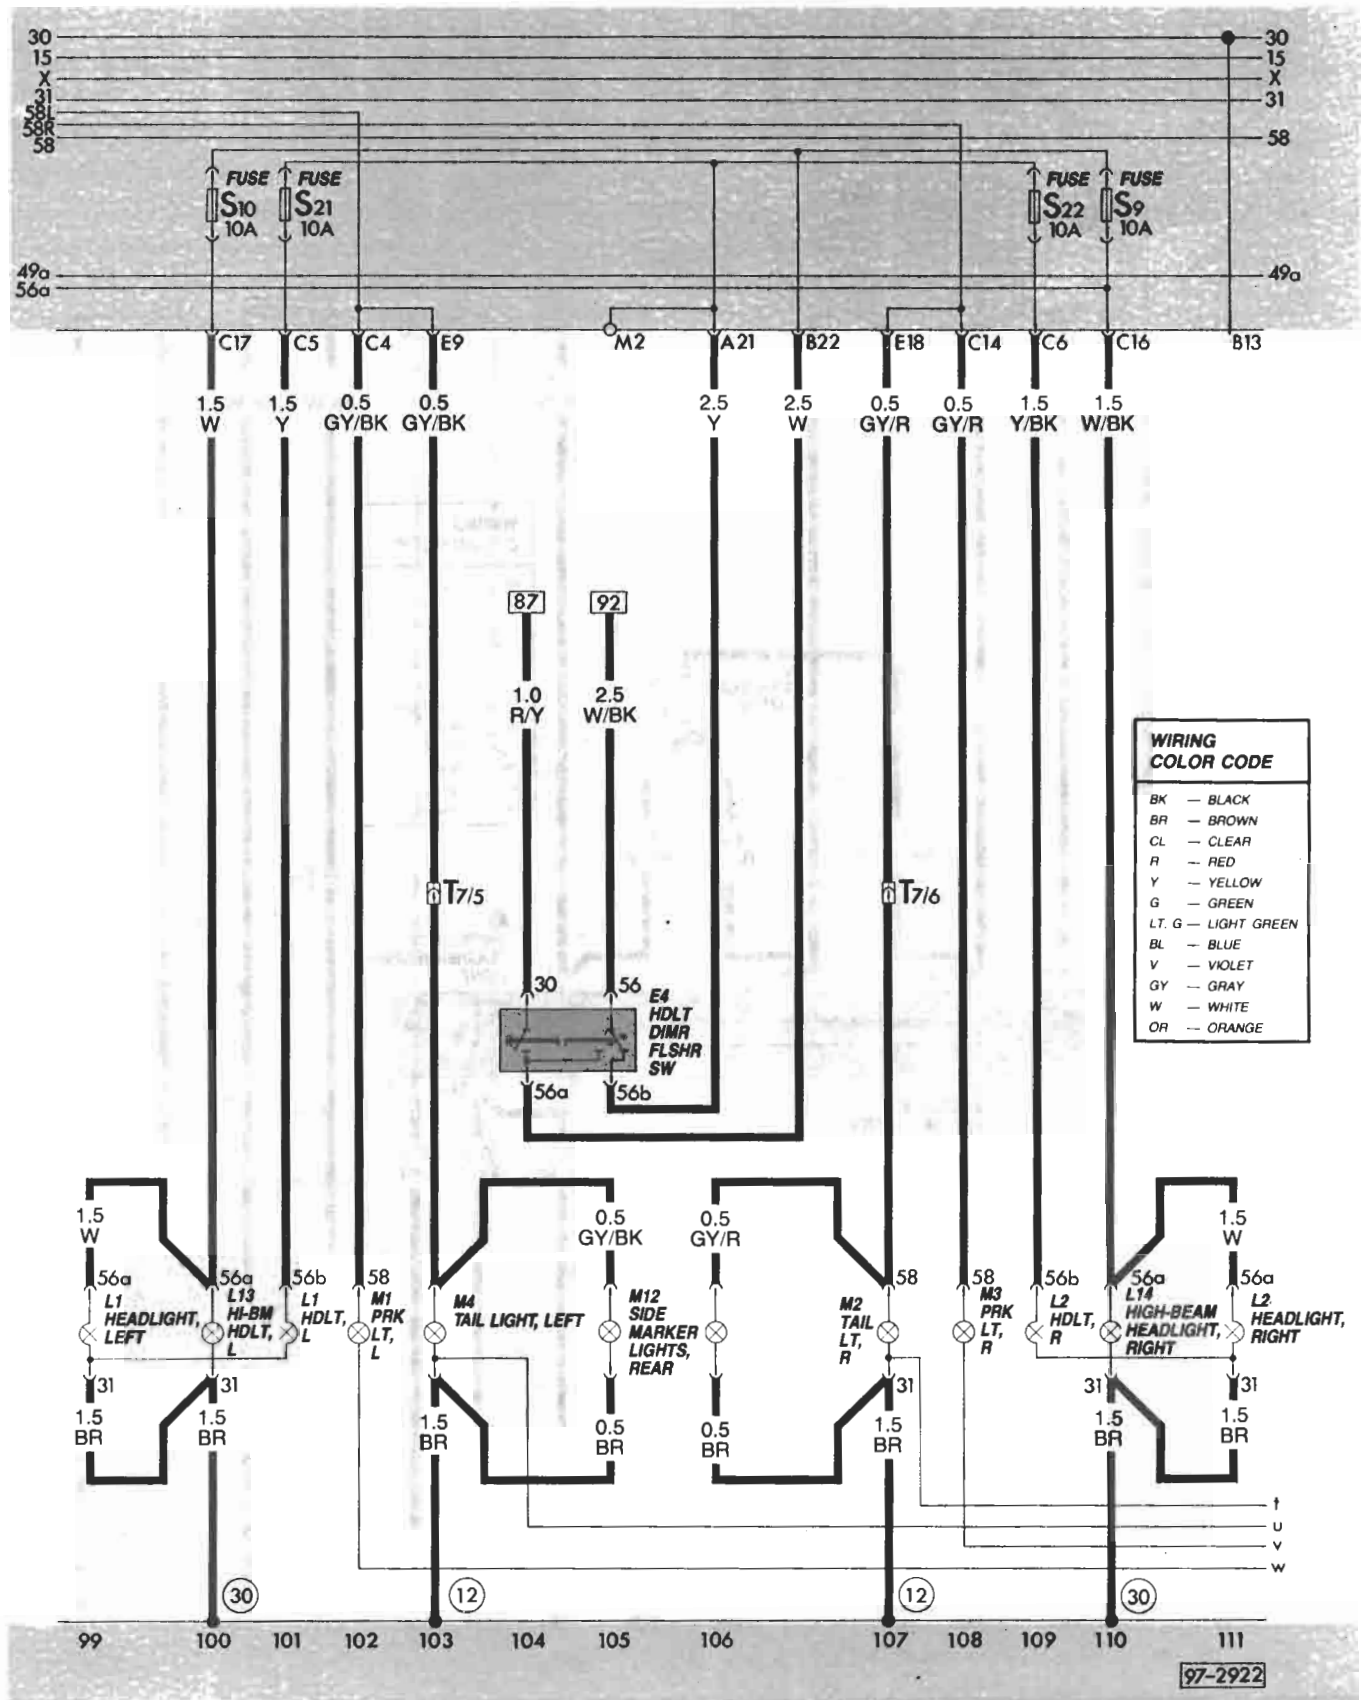 30 30
15 15
X X
31 31
58L
58R
58 58
FUSE FUSE FUSE FUSE
S10 S21 S22 S9
10A 10A 10A 10A
49a 49a
56a
C17 C5 C4 E9 M2 A21 B22 E18 C14 C6 C16 B13
1.5 1.5 0.5 0.5 2.5 2.5 0.5 0.5 1.5 1.5
W Y GY/BK GY/BK Y W GY/R GY/R Y/BK W/BK
87 92
1.0 2.5
R/Y W/BK
WIRING
COLOR CODE
BK — BLACK
BR — BROWN
CL — CLEAR
R — RED
Y — YELLOW
G — GREEN
LT. G — LIGHT GREEN
BL — BLUE
V — VIOLET
GY — GRAY
W — WHITE
OR — ORANGE
T7/5 T7/6
30 56
E4
HDLT
DIMR
FLSHR
SW
56a 56b
1.5 0.5 0.5 1.5
W GY/BK GY/R W
56a 56a 56b 58 58 58 56b 56a 56a
L1
HEADLIGHT,
LEFT
L13
HI-BM
HDLT,
L
L1
HDLT,
L
M1
PRK
LT,
L
M4
TAIL LIGHT, LEFT
M12
SIDE
MARKER
LIGHTS,
REAR
M2
TAIL
LT,
R
M3
PRK
LT,
R
L2
HDLT,
R
L14
HIGH-BEAM
HEADLIGHT,
RIGHT
L2
HEADLIGHT,
RIGHT
31 31 31 31 31
1.5 1.5 1.5 0.5 0.5 1.5 1.5 1.5
BR BR BR BR BR BR BR BR
t
u
v
w
30 12 12 30
99 100 101 102 103 104 105 106 107 108 109 110 111
97-2922